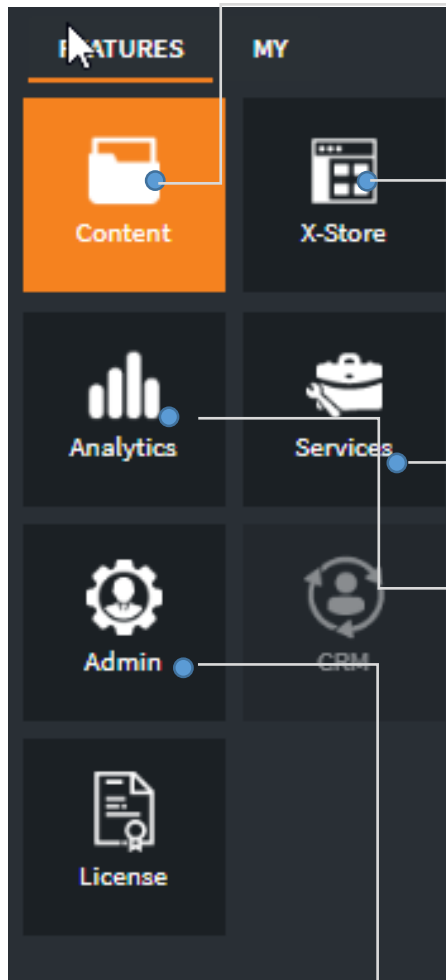 FEATURES MY
Content X-Store
Analytics Services
Admin CRM
License